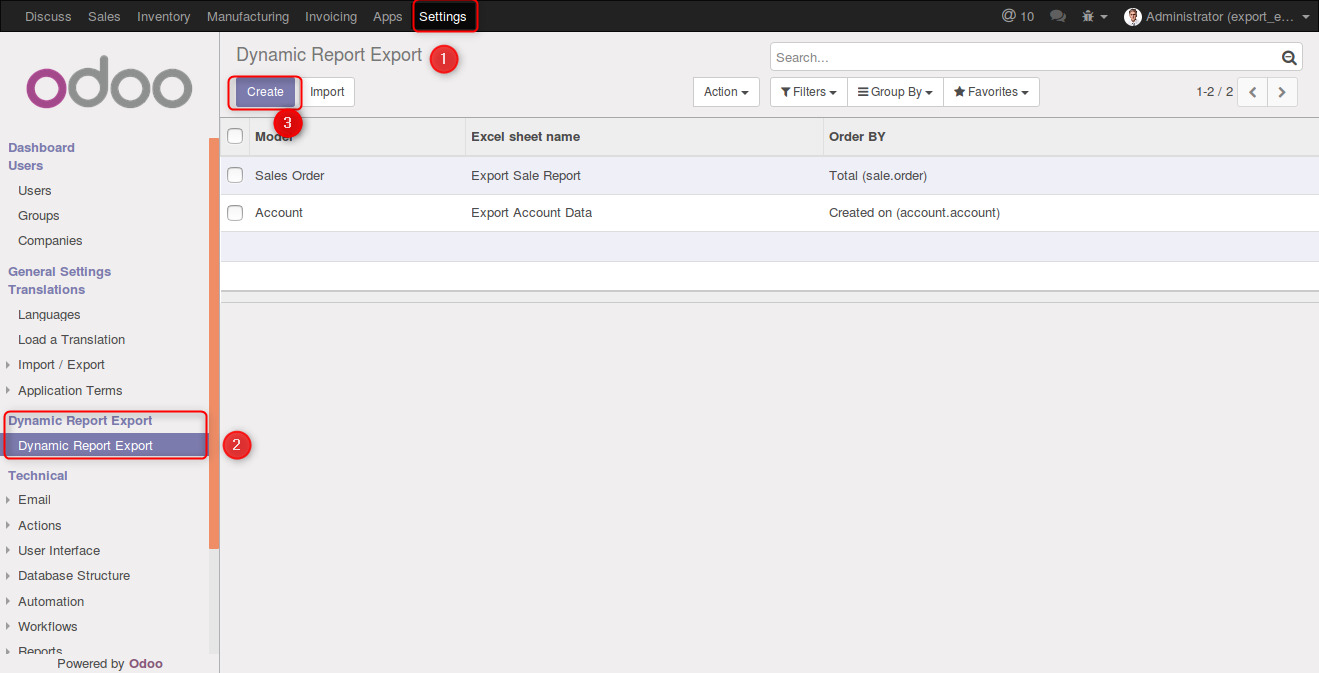 Discuss Sales Inventory Manufacturing Invoicing Apps Settings @ 10 Administrator (export_e...
odoo
Dynamic Report Export 1
Search...
Create Import Action Filters Group By Favorites 1-2 / 2
3
Model Excel sheet name Order BY
Sales Order Export Sale Report Total (sale.order)
Account Export Account Data Created on (account.account)
Dashboard
Users
Users
Groups
Companies
General Settings
Translations
Languages
Load a Translation
Import / Export
Application Terms
Dynamic Report Export
Dynamic Report Export 2
Technical
Email
Actions
User Interface
Database Structure
Automation
Workflows
Reports
Powered by Odoo